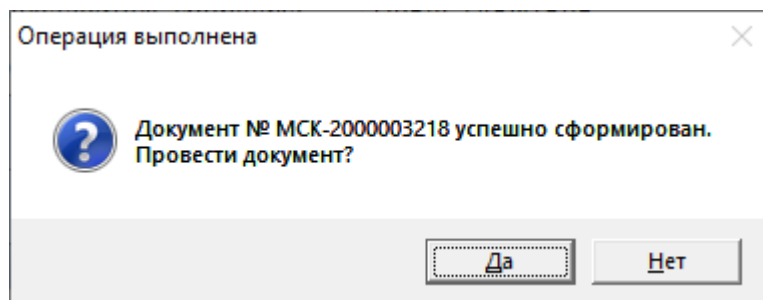 Операция выполнена
Документ № МСК-2000003218 успешно сформирован.
Провести документ?
Да
Нет